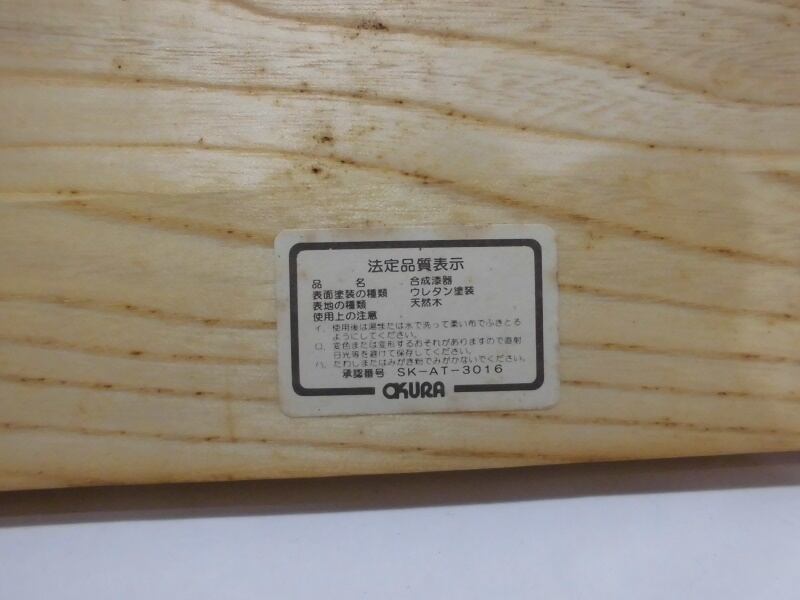 法定品質表示
品　名　合成漆器
表面塗装の種類　ウレタン塗装
表地の種類　天然木
使用上の注意
イ．使用後は湯または水で洗って柔い布でふきとる
ようにしてください。
ロ．変色または変形するおそれがありますので直射
日光等を避けて保存してください。
ハ．たわしまたはみがき粉でみがかないでください。
承認番号　SK-AT-3016
OKURA